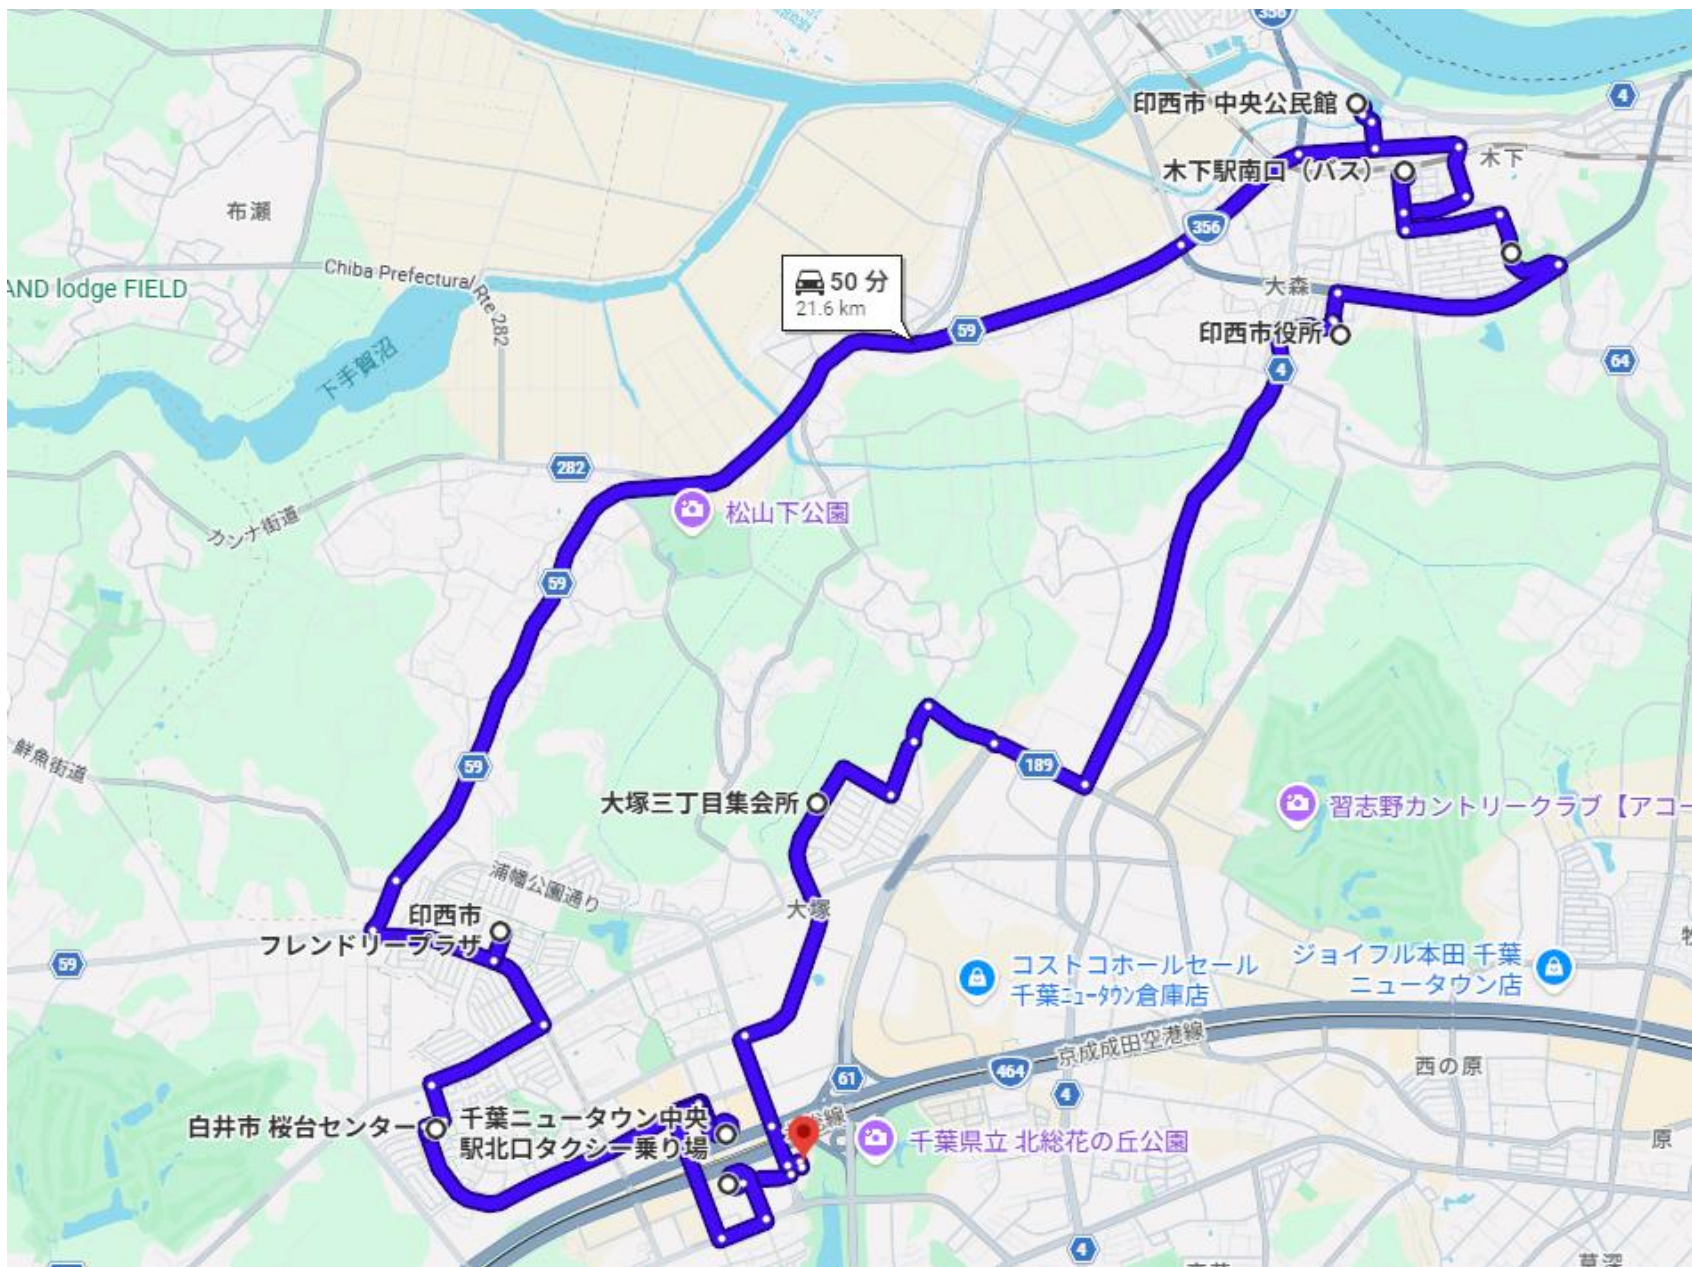 356
4
印西市 中央公民館
木下
木下駅南口（バス）
布瀬
356
Chiba Prefectural Rte 282
AND lodge FIELD
50 分
21.6 km
大森
59
印西市役所
下手賀沼
4
64
282
松山下公園
カンナ街道
59
鮮魚街道
59
189
大塚三丁目集会所
習志野カントリークラブ【アコー
浦幡公園通り
大塚
印西市
フレンドリープラザ
59
コストコホールセール
千葉ニュータウン倉庫店
ジョイフル本田 千葉
ニュータウン店
京成成田空港線
464
61
4
西の原
白井市 桜台センター
千葉ニュータウン中央
駅北口タクシー乗り場
千葉県立 北総花の丘公園
原
4